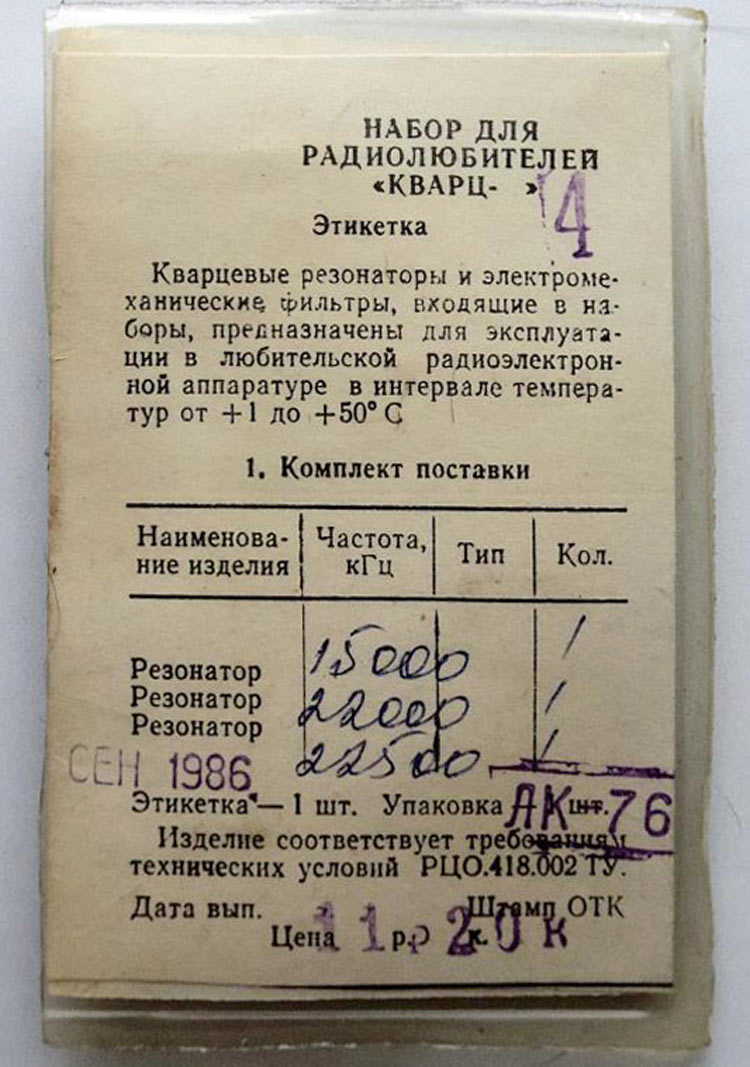 НАБОР ДЛЯ
РАДИОЛЮБИТЕЛЕЙ
«КВАРЦ- 14»
Этикетка
Кварцевые резонаторы и электроме-
ханические фильтры, входящие в на-
боры, предназначены для эксплуата-
ции в любительской радиоэлектрон-
ной аппаратуре в интервале темпера-
тур от +1 до +50° С
1. Комплект поставки
Наименова- Частота, Тип Кол.
ние изделия кГц
Резонатор 15000 1
Резонатор 22000 1
Резонатор 22500 1
СЕН 1986
Этикетка — 1 шт. Упаковка шт.
АК-76
Изделие соответствует требованиям
технических условий РЦО.418.002 ТУ.
Дата вып. Штамп ОТК
Цена 11 р. 20 к.